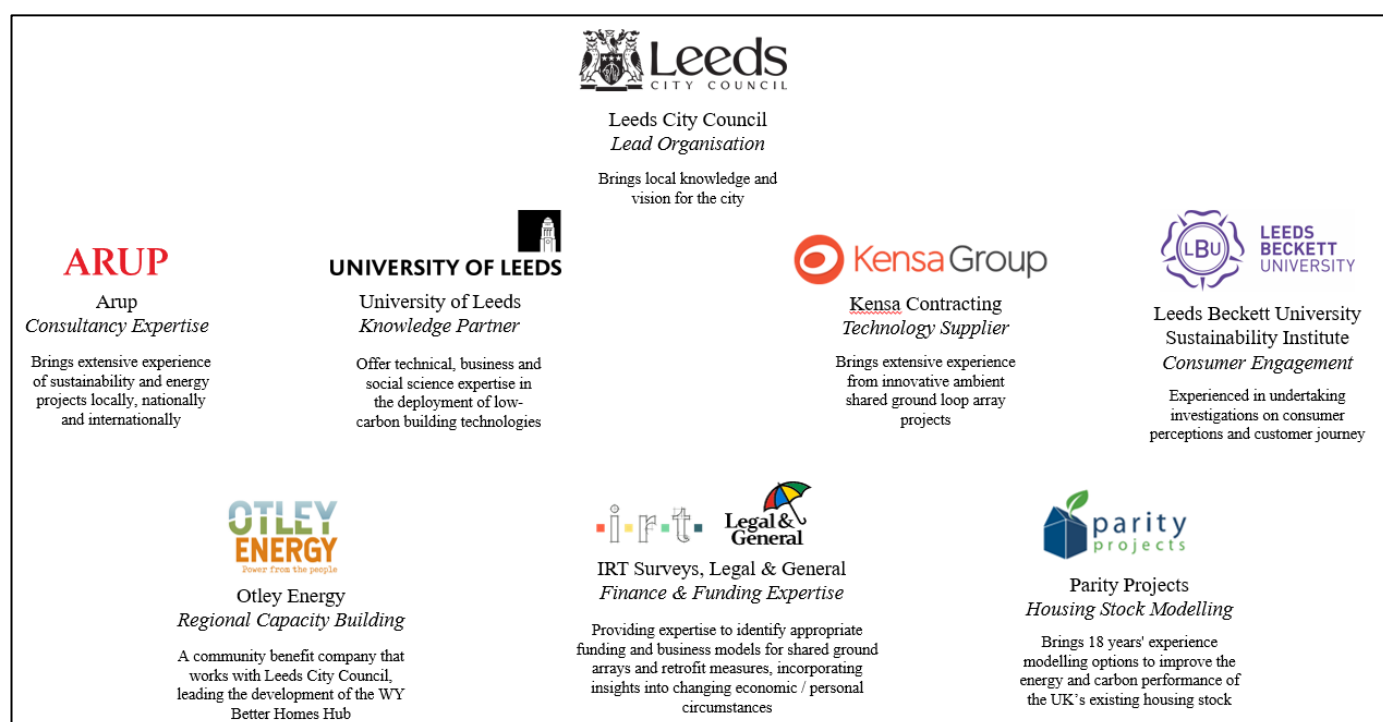 Leeds
CITY COUNCIL
Leeds City Council
Lead Organisation
Brings local knowledge and
vision for the city
ARUP
Arup
Consultancy Expertise
Brings extensive experience
of sustainability and energy
projects locally, nationally
and internationally
UNIVERSITY OF LEEDS
University of Leeds
Knowledge Partner
Offer technical, business and
social science expertise in
the deployment of low-
carbon building technologies
Kensa Group
Kensa Contracting
Technology Supplier
Brings extensive experience
from innovative ambient
shared ground loop array
projects
LBU
LEEDS
BECKETT
UNIVERSITY
Leeds Beckett University
Sustainability Institute
Consumer Engagement
Experienced in undertaking
investigations on consumer
perceptions and customer journey
OTLEY
ENERGY
Power from the people
Otley Energy
Regional Capacity Building
A community benefit company that
works with Leeds City Council,
leading the development of the WY
Better Homes Hub
i r t
Legal &
General
IRT Surveys, Legal & General
Finance & Funding Expertise
Providing expertise to identify appropriate
funding and business models for shared ground
arrays and retrofit measures, incorporating
insights into changing economic / personal
circumstances
parity
projects
Parity Projects
Housing Stock Modelling
Brings 18 years' experience
modelling options to improve the
energy and carbon performance of
the UK’s existing housing stock